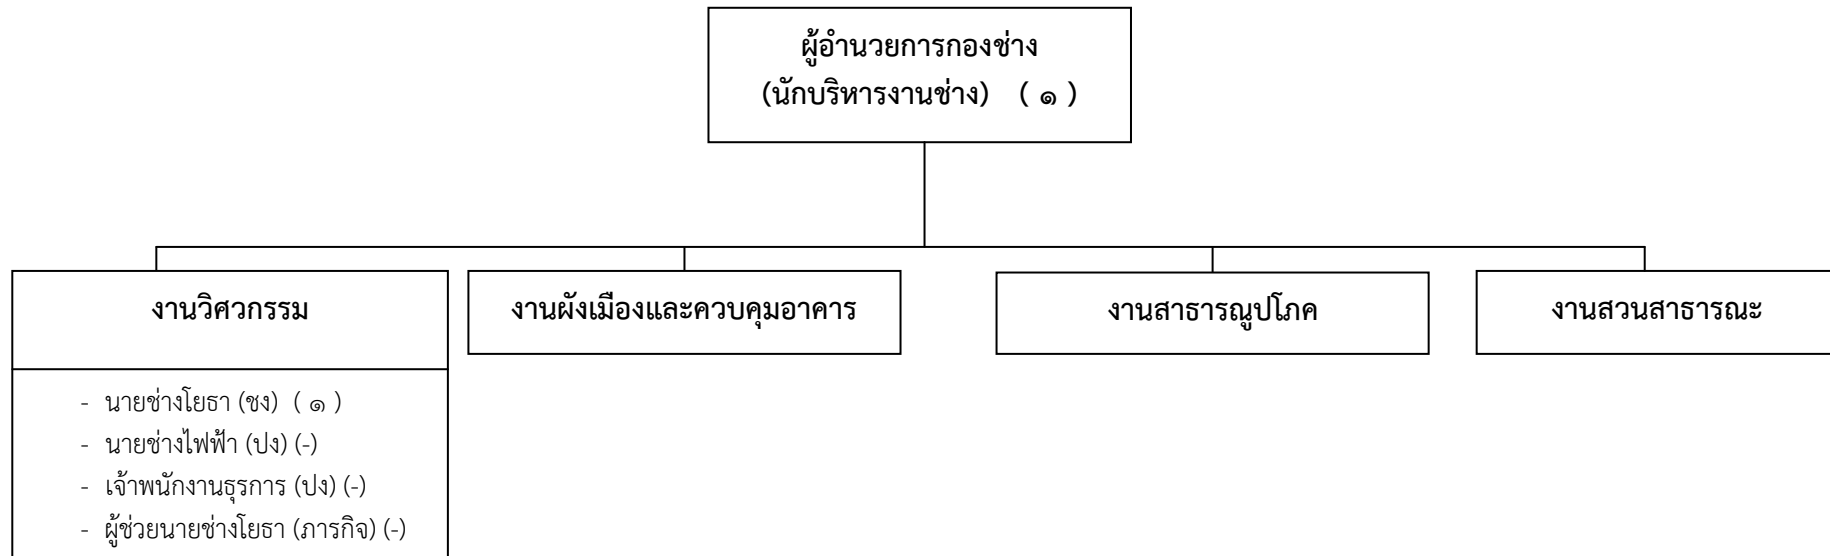 ผู้อำนวยการกองช่าง
(นักบริหารงานช่าง) ( ๑ )
งานวิศวกรรม
งานผังเมืองและควบคุมอาคาร
งานสาธารณูปโภค
งานสวนสาธารณะ
- นายช่างโยธา (ชง) ( ๑ )
- นายช่างไฟฟ้า (ปง) (-)
- เจ้าพนักงานธุรการ (ปง) (-)
- ผู้ช่วยนายช่างโยธา (ภารกิจ) (-)